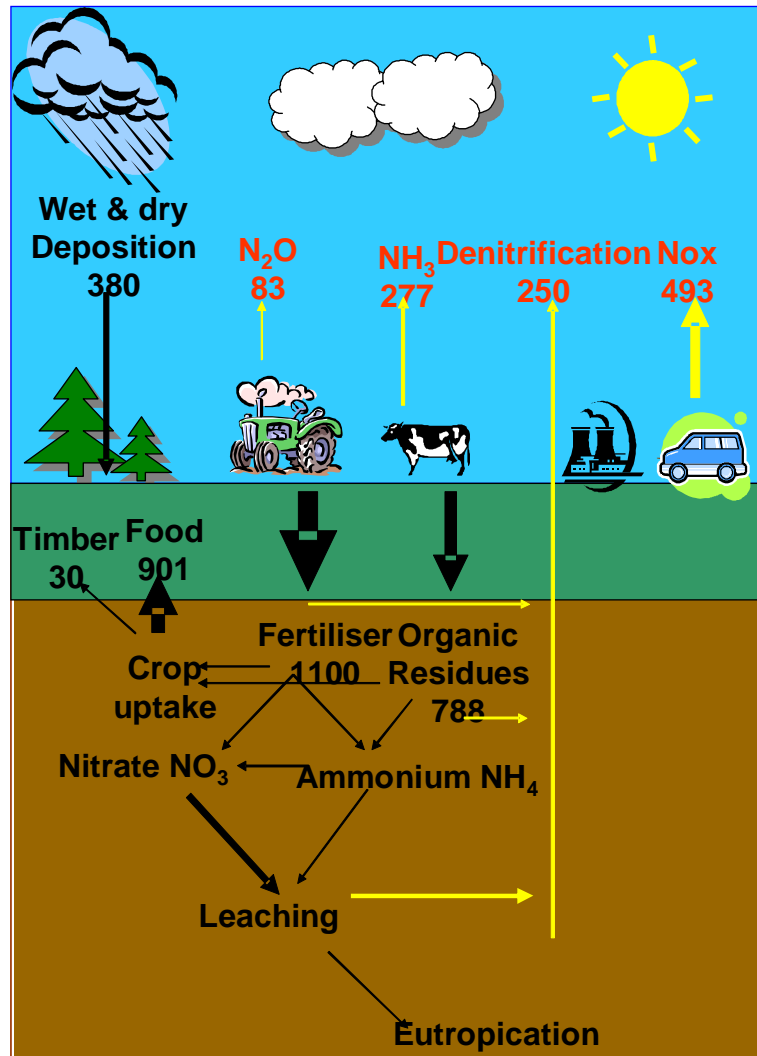 Wet & dry
Deposition
380
N₂O
83
NH₃
277
Denitrification
250
Nox
493
Timber
30
Food
901
Fertiliser
1100
Organic
Residues
788
Crop
uptake
Nitrate NO₃
Ammonium NH₄
Leaching
Eutropication